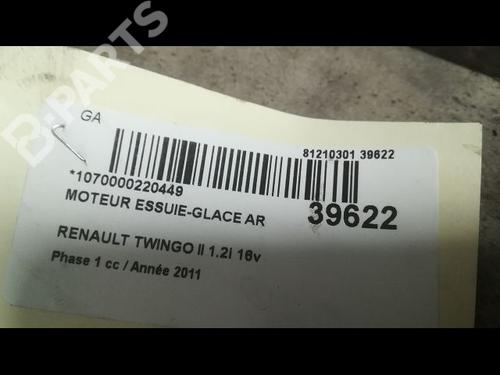 B-PARTS
GA
81210301 39622
*1070000220449
MOTEUR ESSUIE-GLACE AR
39622
RENAULT TWINGO II 1.2i 16v
Phase 1 cc / Année 2011